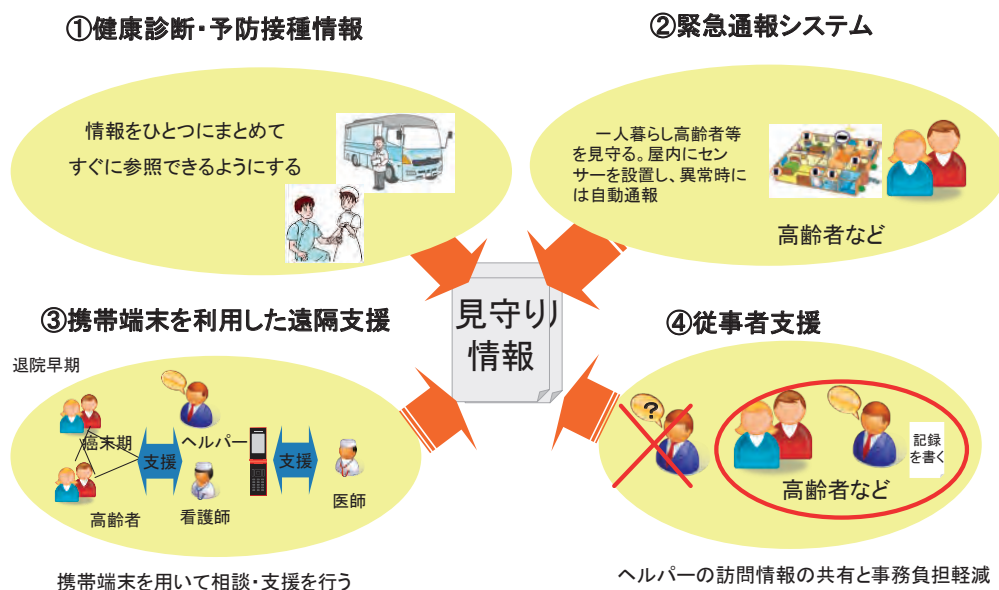 ①健康診断・予防接種情報
情報をひとつにまとめて
すぐに参照できるようにする
②緊急通報システム
一人暮らし高齢者等
を見守る。屋内にセン
サーを設置し、異常時に
は自動通報
高齢者など
見守り
情報
③携帯端末を利用した遠隔支援
退院早期
癌末期
高齢者
支援
ヘルパー
看護師
支援
医師
携帯端末を用いて相談・支援を行う
④従事者支援
?
記録
を書く
高齢者など
ヘルパーの訪問情報の共有と事務負担軽減